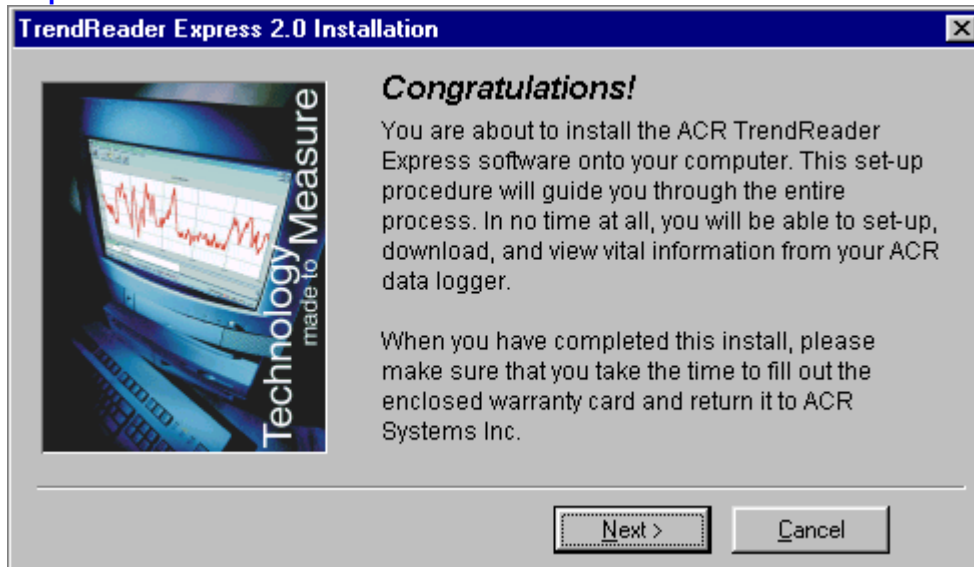 TrendReader Express 2.0 Installation
Technology
made to Measure
Congratulations!
You are about to install the ACR TrendReader
Express software onto your computer. This set-up
procedure will guide you through the entire
process. In no time at all, you will be able to set-up,
download, and view vital information from your ACR
data logger.
When you have completed this install, please
make sure that you take the time to fill out the
enclosed warranty card and return it to ACR
Systems Inc.
Next >
Cancel